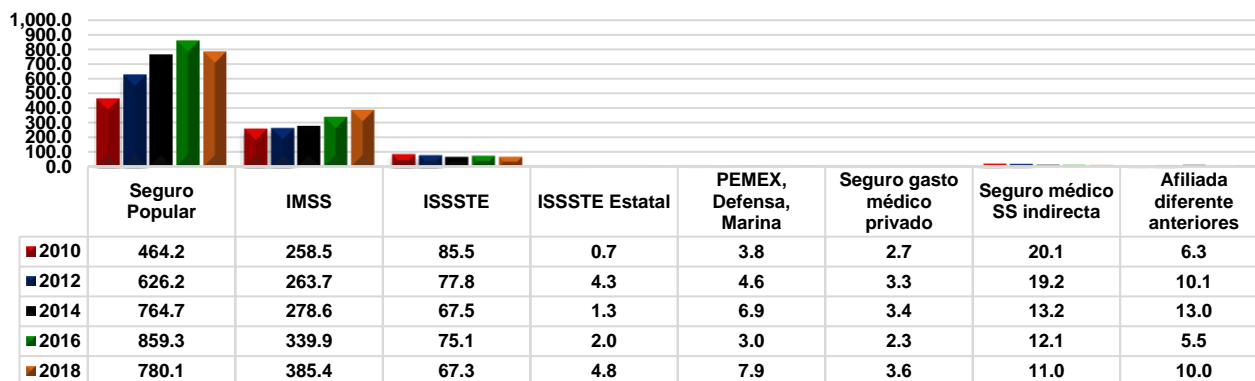 1,000.0
900.0
800.0
700.0
600.0
500.0
400.0
300.0
200.0
100.0
0.0
Seguro Popular IMSS ISSSTE ISSSTE Estatal PEMEX, Defensa, Marina Seguro gasto médico privado Seguro médico SS indirecta Afiliada diferente anteriores
2010 464.2 258.5 85.5 0.7 3.8 2.7 20.1 6.3
2012 626.2 263.7 77.8 4.3 4.6 3.3 19.2 10.1
2014 764.7 278.6 67.5 1.3 6.9 3.4 13.2 13.0
2016 859.3 339.9 75.1 2.0 3.0 2.3 12.1 5.5
2018 780.1 385.4 67.3 4.8 7.9 3.6 11.0 10.0